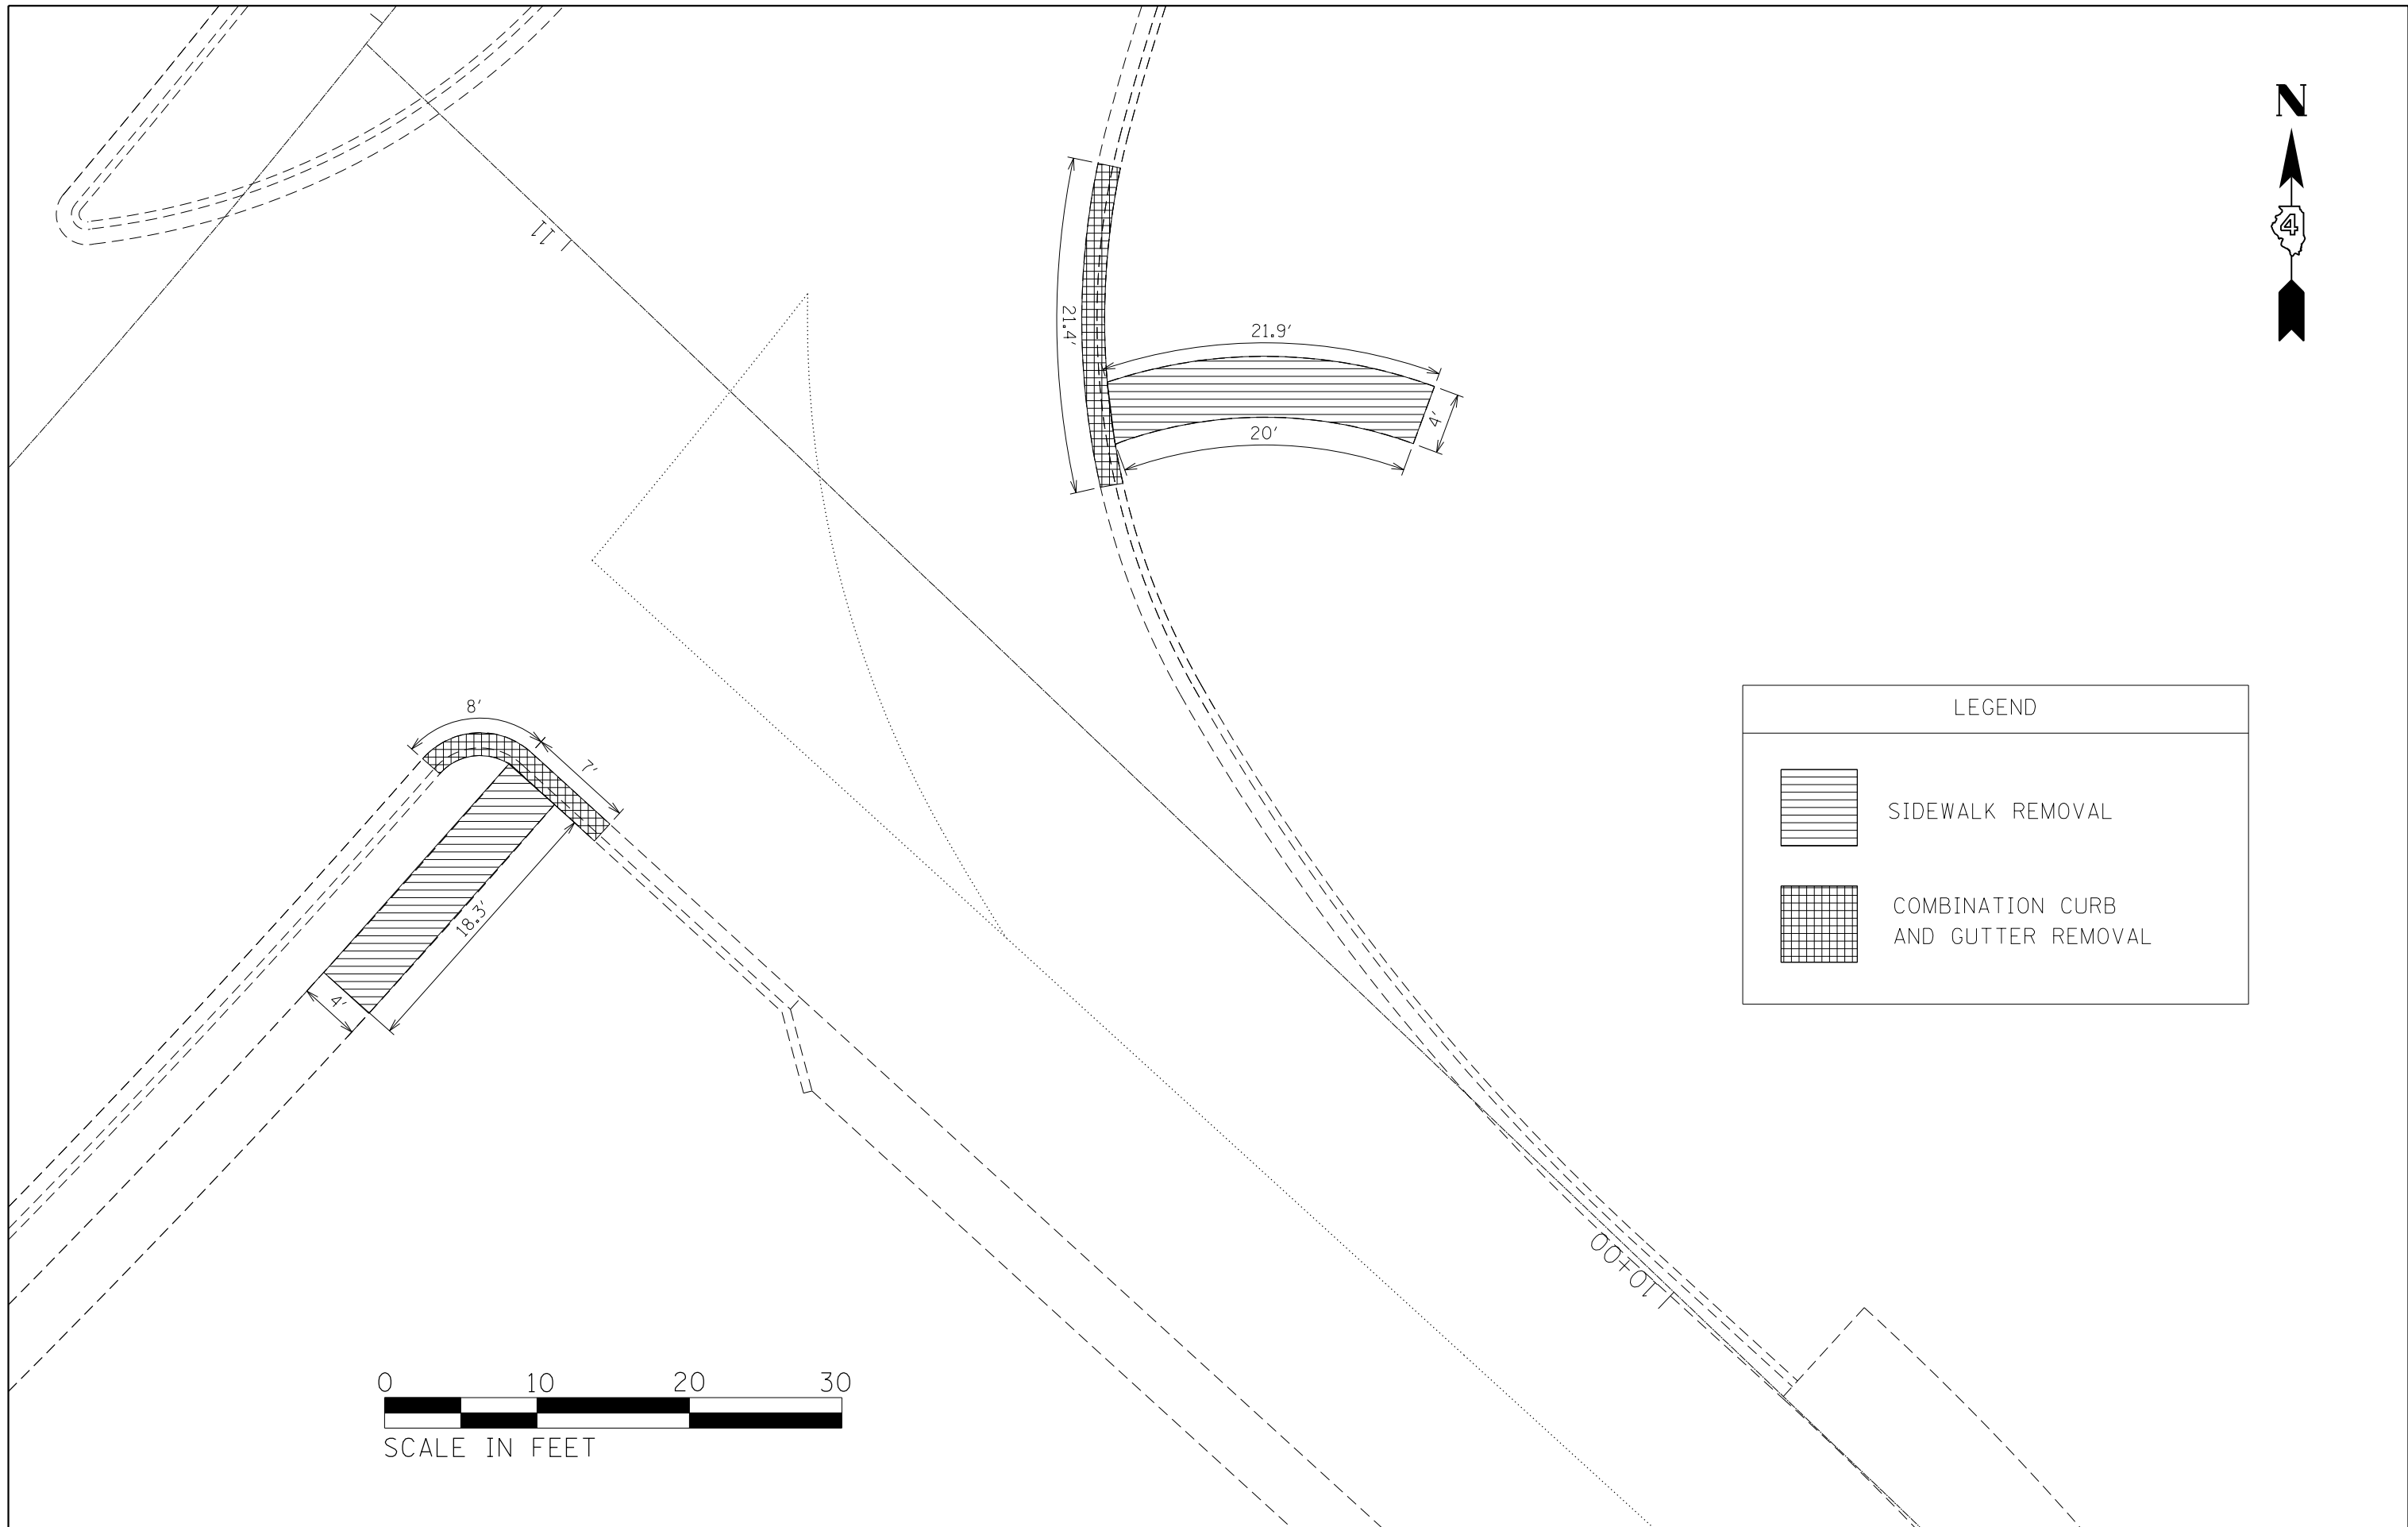 N
4
11
21.4'
21.9'
20'
4'
8'
7'
18.3'
4'
LEGEND
SIDEWALK REMOVAL
COMBINATION CURB
AND GUTTER REMOVAL
10+00
0 10 20 30
SCALE IN FEET